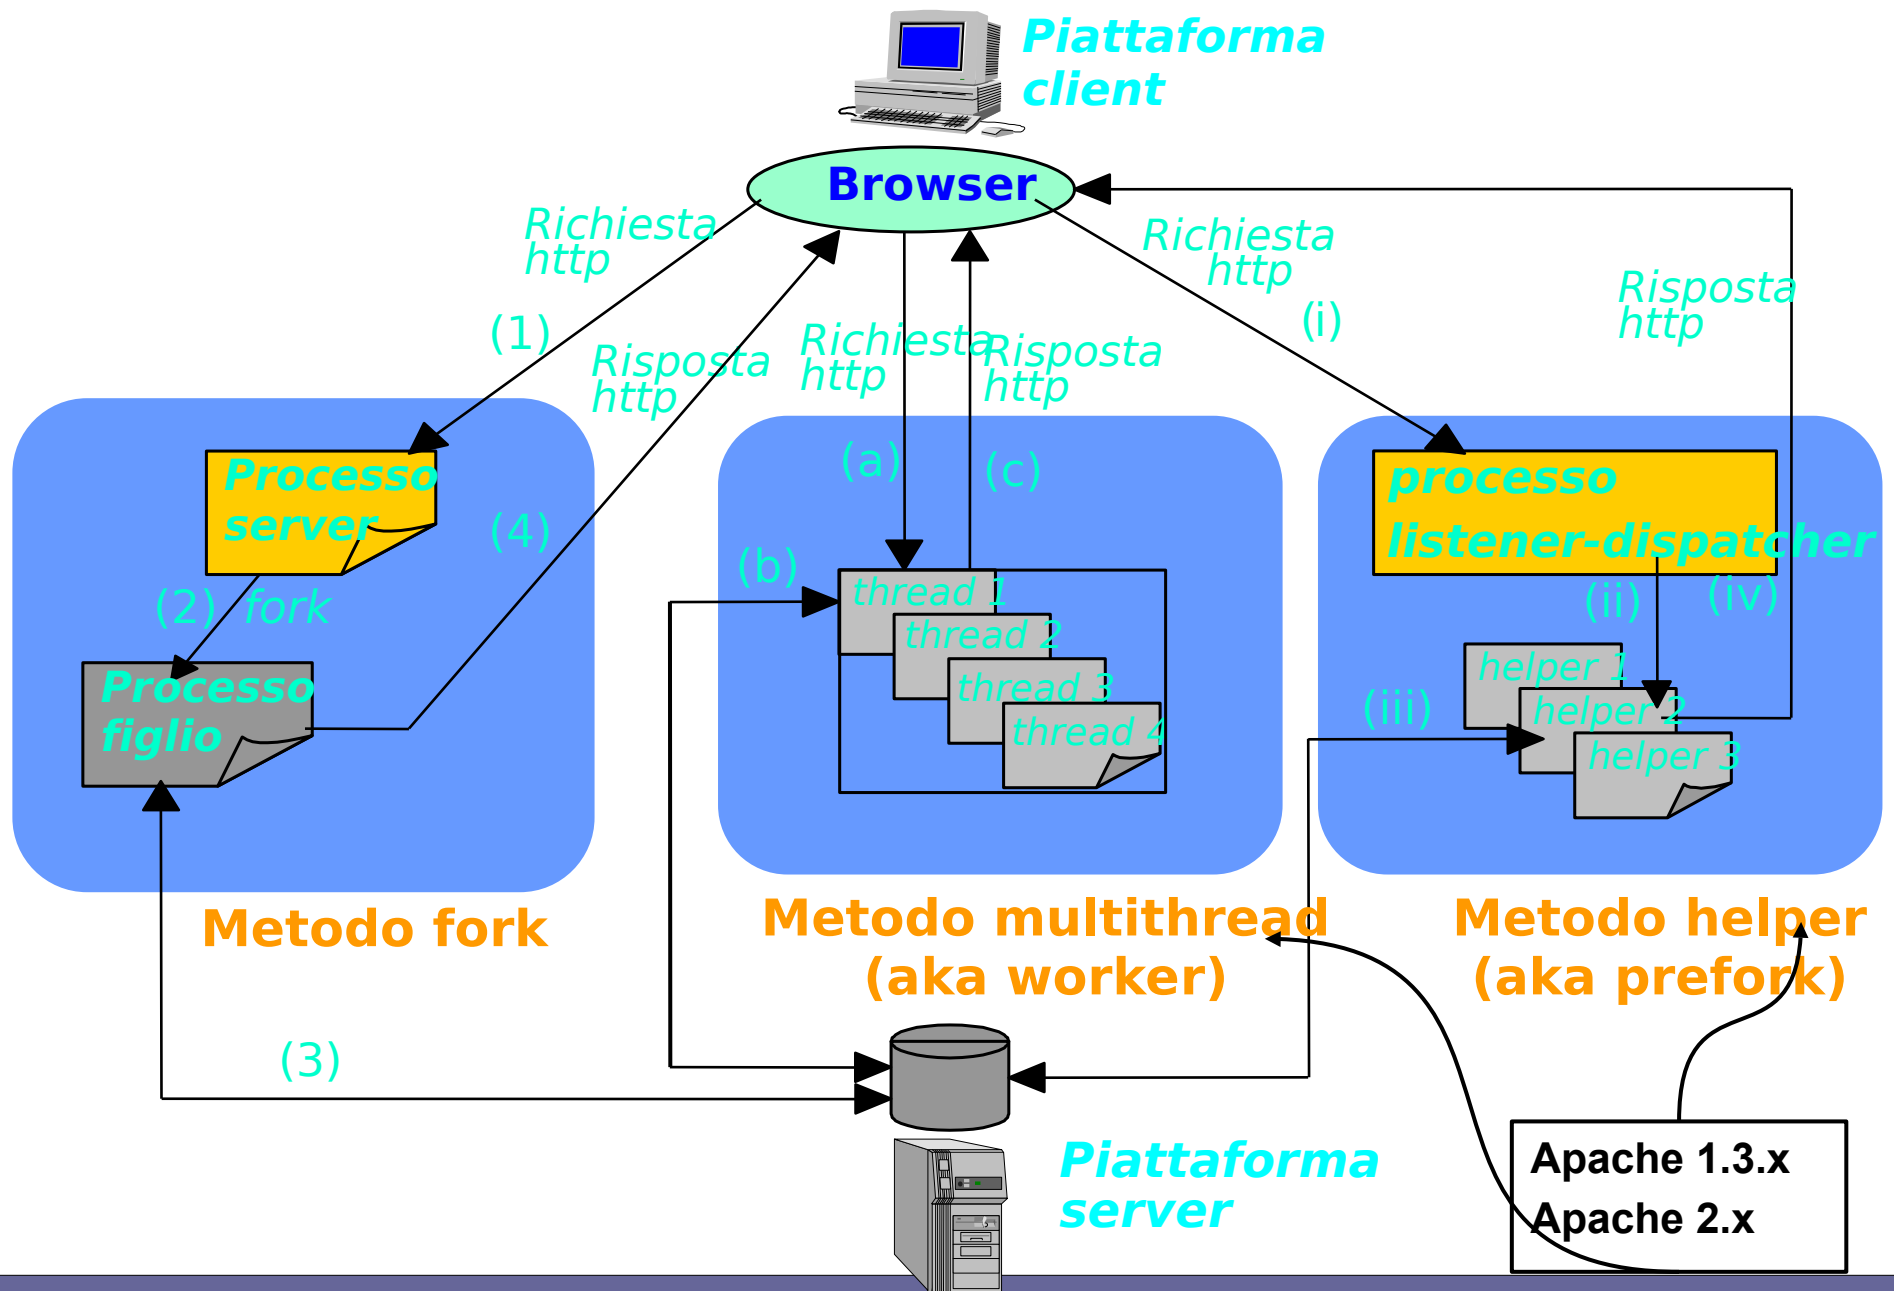 Piattaforma
client
Browser
Richiesta
http
(1)
Risposta
http
(4)
Richiesta
http
(a)
Risposta
http
(c)
Richiesta
http
(i)
Risposta
http
Processo
server
(2) fork
Processo
figlio
(3)
(b)
thread 1
thread 2
thread 3
thread 4
processo
listener-dispatcher
(ii)
(iv)
helper 1
helper 2
helper 3
(iii)
Metodo fork
Metodo multithread
(aka worker)
Metodo helper
(aka prefork)
Piattaforma
server
Apache 1.3.x
Apache 2.x